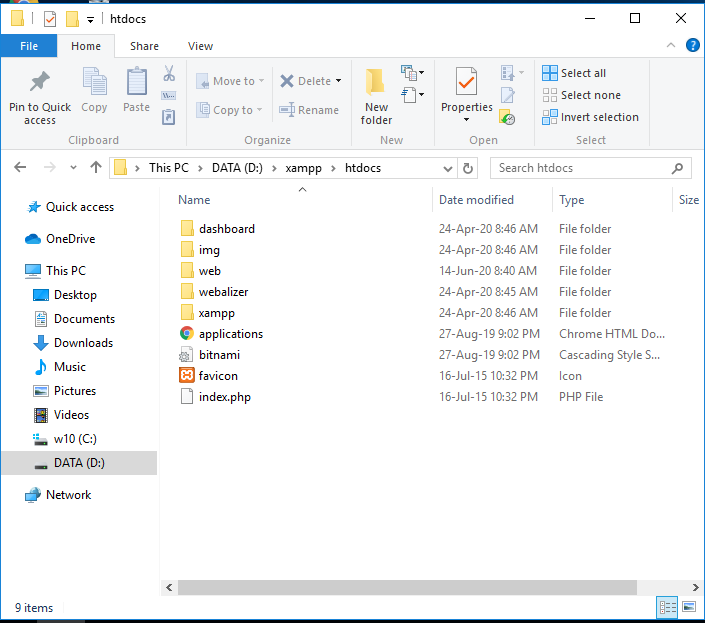 htdocs
File Home Share View
Pin to Quick access
Copy
Paste
Clipboard
Move to
Copy to
Delete
Rename
Organize
New folder
New
Properties
Open
Select all
Select none
Invert selection
Select
This PC > DATA (D:) > xampp > htdocs
Search htdocs
Quick access
OneDrive
This PC
Desktop
Documents
Downloads
Music
Pictures
Videos
w10 (C:)
DATA (D:)
Network
Name Date modified Type Size
dashboard 24-Apr-20 8:46 AM File folder
img 24-Apr-20 8:46 AM File folder
web 14-Jun-20 8:40 AM File folder
webalizer 24-Apr-20 8:45 AM File folder
xampp 24-Apr-20 8:46 AM File folder
applications 27-Aug-19 9:02 PM Chrome HTML Do...
bitnami 27-Aug-19 9:02 PM Cascading Style S...
favicon 16-Jul-15 10:32 PM Icon
index.php 16-Jul-15 10:32 PM PHP File
9 items